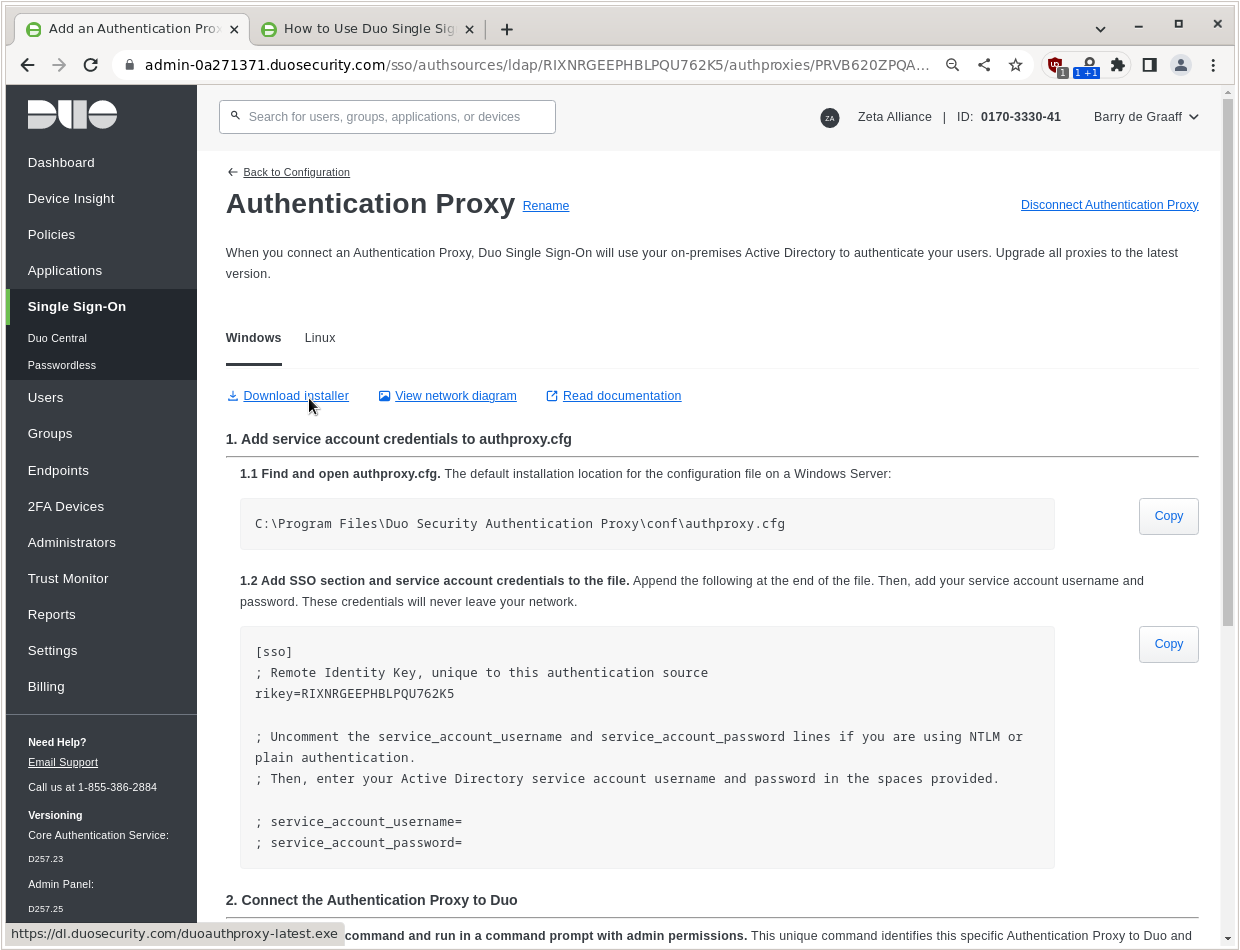 Add an Authentication Pro
How to Use Duo Single Sig
admin-0a271371.duosecurity.com/sso/authsources/ldap/RIXNRGEEPHBLPQU762K5/authproxies/PRVB620ZPQA...
1
1 +1
DUO
Search for users, groups, applications, or devices
ZA
Zeta Alliance | ID: 0170-3330-41
Barry de Graaff
Dashboard
Device Insight
Policies
Applications
Single Sign-On
Duo Central
Passwordless
Users
Groups
Endpoints
2FA Devices
Administrators
Trust Monitor
Reports
Settings
Billing
Need Help?
Email Support
Call us at 1-855-386-2884
Versioning
Core Authentication Service:
D257.23
Admin Panel:
D257.25
Back to Configuration
Authentication Proxy Rename
Disconnect Authentication Proxy
When you connect an Authentication Proxy, Duo Single Sign-On will use your on-premises Active Directory to authenticate your users. Upgrade all proxies to the latest
version.
Windows Linux
Download installer View network diagram Read documentation
1. Add service account credentials to authproxy.cfg
1.1 Find and open authproxy.cfg. The default installation location for the configuration file on a Windows Server:
C:\Program Files\Duo Security Authentication Proxy\conf\authproxy.cfg
Copy
1.2 Add SSO section and service account credentials to the file. Append the following at the end of the file. Then, add your service account username and
password. These credentials will never leave your network.
[sso]
; Remote Identity Key, unique to this authentication source
rikey=RIXNRGEEPHBLPQU762K5
; Uncomment the service_account_username and service_account_password lines if you are using NTLM or
plain authentication.
; Then, enter your Active Directory service account username and password in the spaces provided.
; service_account_username=
; service_account_password=
Copy
2. Connect the Authentication Proxy to Duo
command and run in a command prompt with admin permissions. This unique command identifies this specific Authentication Proxy to Duo and
https://dl.duosecurity.com/duoauthproxy-latest.exe